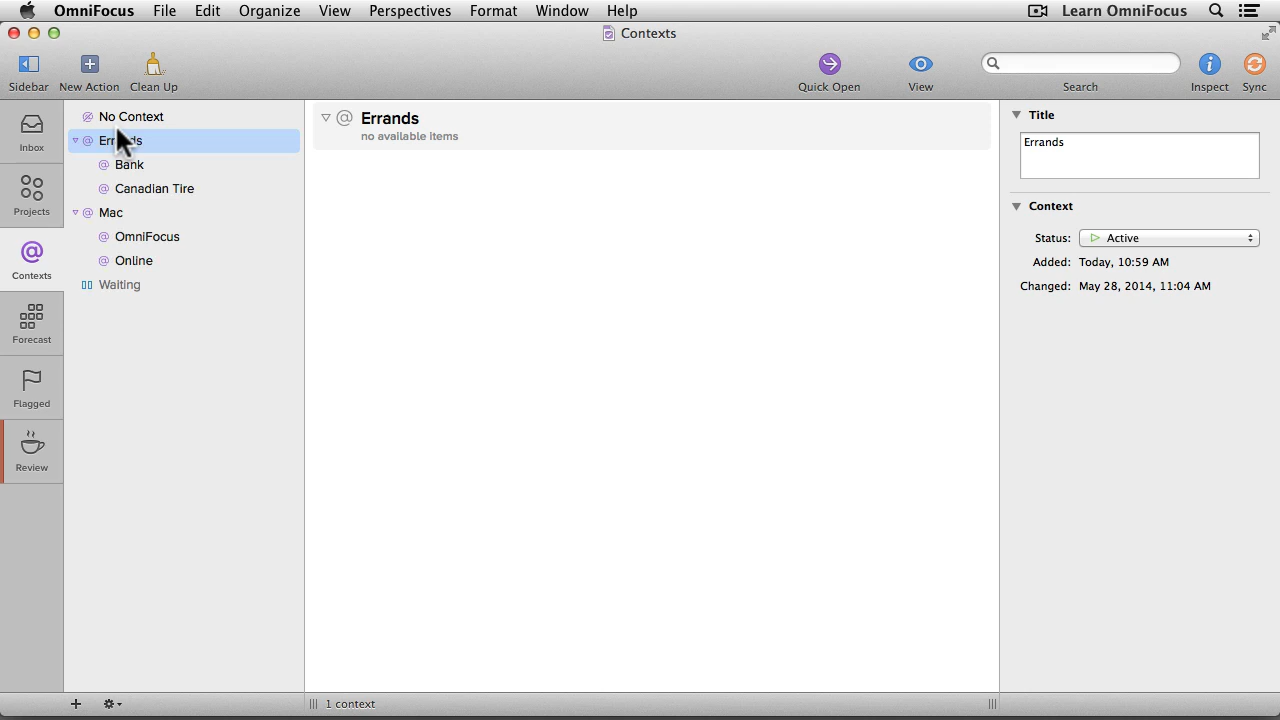 OmniFocus File Edit Organize View Perspectives Format Window Help Learn OmniFocus
Contexts
Sidebar New Action Clean Up Quick Open View Search Inspect Sync
Inbox
Projects
Contexts
Forecast
Flagged
Review
No Context
Errands
Bank
Canadian Tire
Mac
OmniFocus
Online
Waiting
Errands
no available items
Title
Errands
Context
Status: Active
Added: Today, 10:59 AM
Changed: May 28, 2014, 11:04 AM
1 context